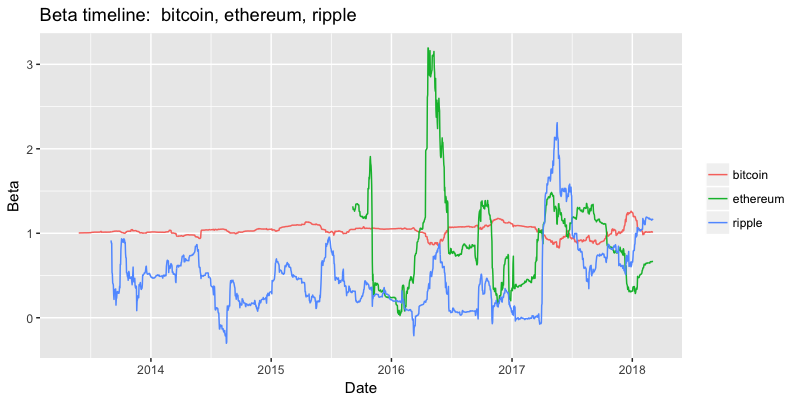 Beta timeline:  bitcoin, ethereum, ripple
Beta
3
2
1
0
2014 2015 2016 2017 2018
Date
bitcoin
ethereum
ripple